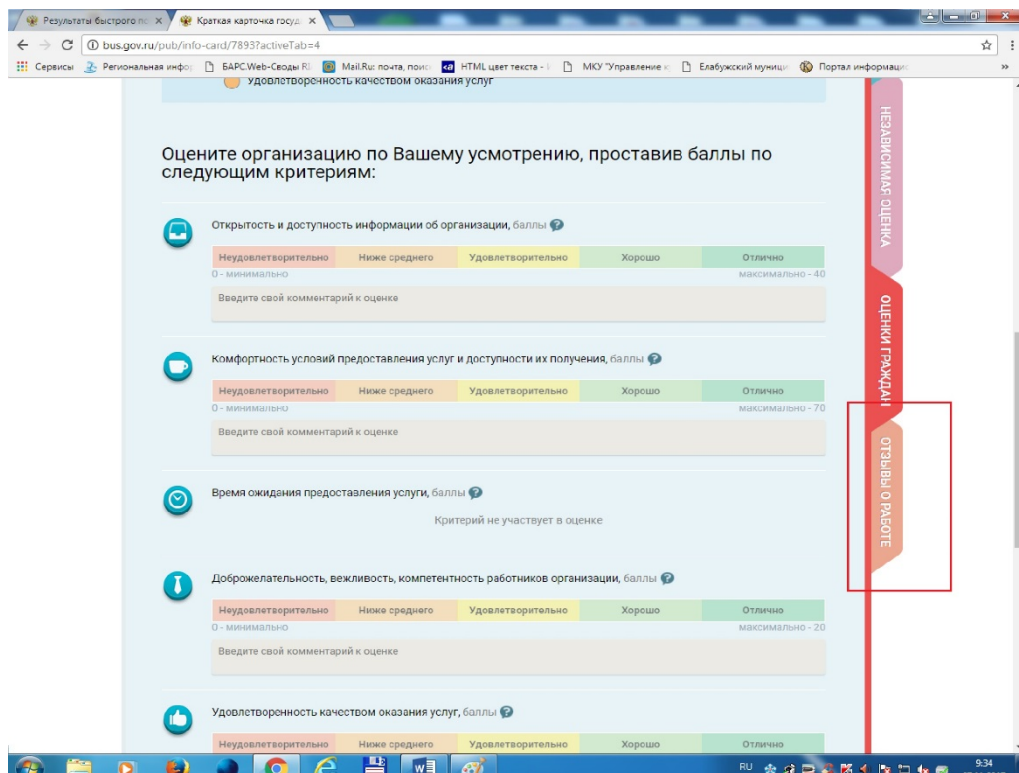 Результаты быстрого по
Краткая карточка госуд
bus.gov.ru/pub/info-card/7893?activeTab=4
Сервисы
Региональная инфор
БАРС.Web-Своды
Mail.Ru: почта, поис
HTML цвет текста -
МКУ "Управление
Елабужский муници
Портал информаци
Удовлетворенность качеством оказания услуг
Оцените организацию по Вашему усмотрению, проставив баллы по
следующим критериям:
Открытость и доступность информации об организации, баллы ?
Неудовлетворительно Ниже среднего Удовлетворительно Хорошо Отлично
0 - минимально максимально - 40
Введите свой комментарий к оценке
Комфортность условий предоставления услуг и доступности их получения, баллы ?
Неудовлетворительно Ниже среднего Удовлетворительно Хорошо Отлично
0 - минимально максимально - 70
Введите свой комментарий к оценке
Время ожидания предоставления услуги, баллы ?
Критерий не участвует в оценке
Доброжелательность, вежливость, компетентность работников организации, баллы ?
Неудовлетворительно Ниже среднего Удовлетворительно Хорошо Отлично
0 - минимально максимально - 20
Введите свой комментарий к оценке
Удовлетворенность качеством оказания услуг, баллы ?
Неудовлетворительно Ниже среднего Удовлетворительно Хорошо Отлично
НЕЗАВИСИМАЯ ОЦЕНКА
ОЦЕНКИ ГРАЖДАН
ОТЗЫВЫ О РАБОТЕ
RU
9:34